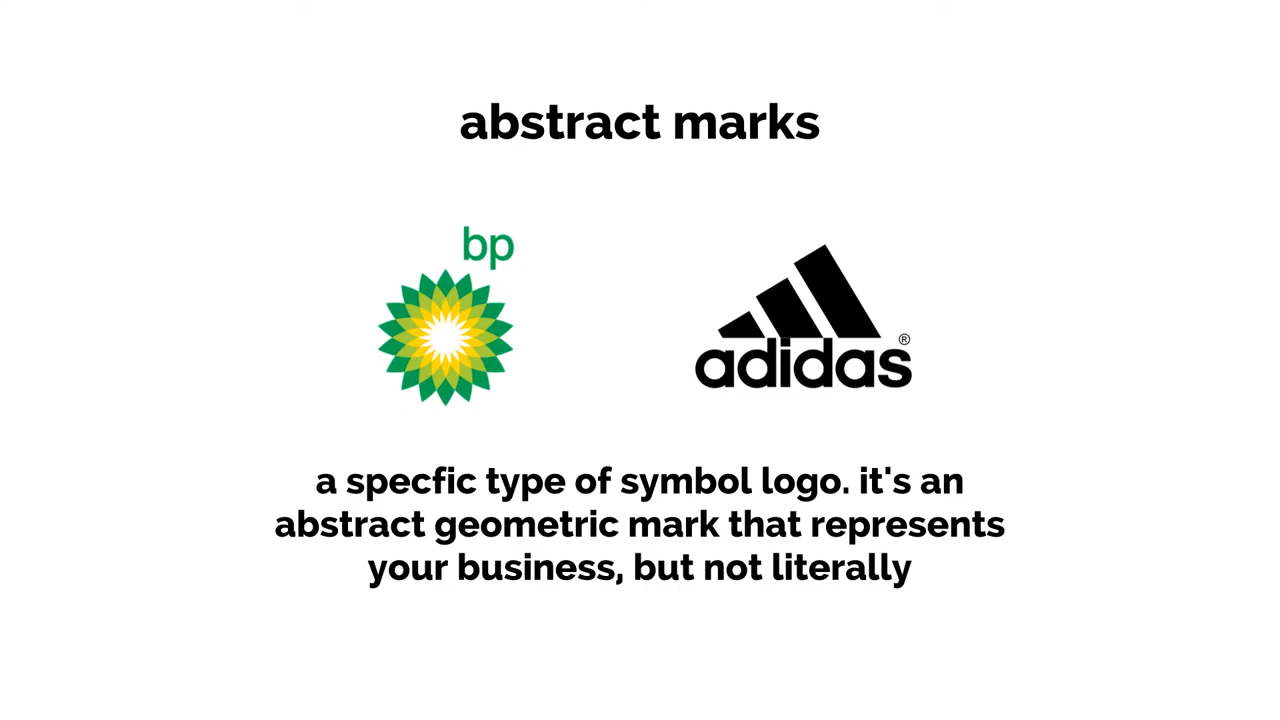 abstract marks
bp
adidas®
a specfic type of symbol logo. it's an
abstract geometric mark that represents
your business, but not literally